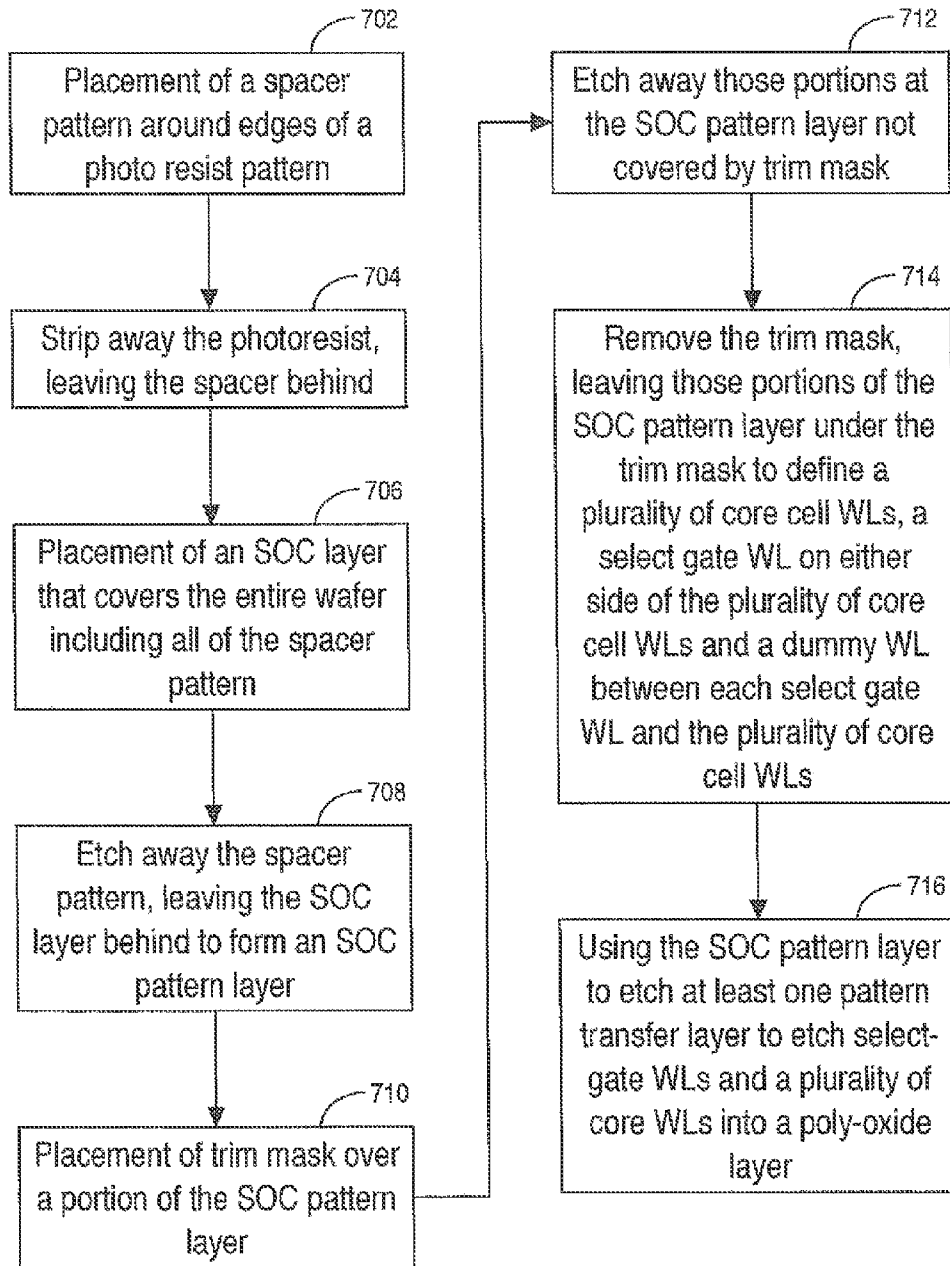 702
Placement of a spacer
pattern around edges of a
photo resist pattern
704
Strip away the photoresist,
leaving the spacer behind
706
Placement of an SOC layer
that covers the entire wafer
including all of the spacer
pattern
708
Etch away the spacer
pattern, leaving the SOC
layer behind to form an SOC
pattern layer
710
Placement of trim mask over
a portion of the SOC pattern
layer
712
Etch away those portions at
the SOC pattern layer not
covered by trim mask
714
Remove the trim mask,
leaving those portions of the
SOC pattern layer under the
trim mask to define a
plurality of core cell WLs, a
select gate WL on either
side of the plurality of core
cell WLs and a dummy WL
between each select gate
WL and the plurality of core
cell WLs
716
Using the SOC pattern layer
to etch at least one pattern
transfer layer to etch select-
gate WLs and a plurality of
core WLs into a poly-oxide
layer